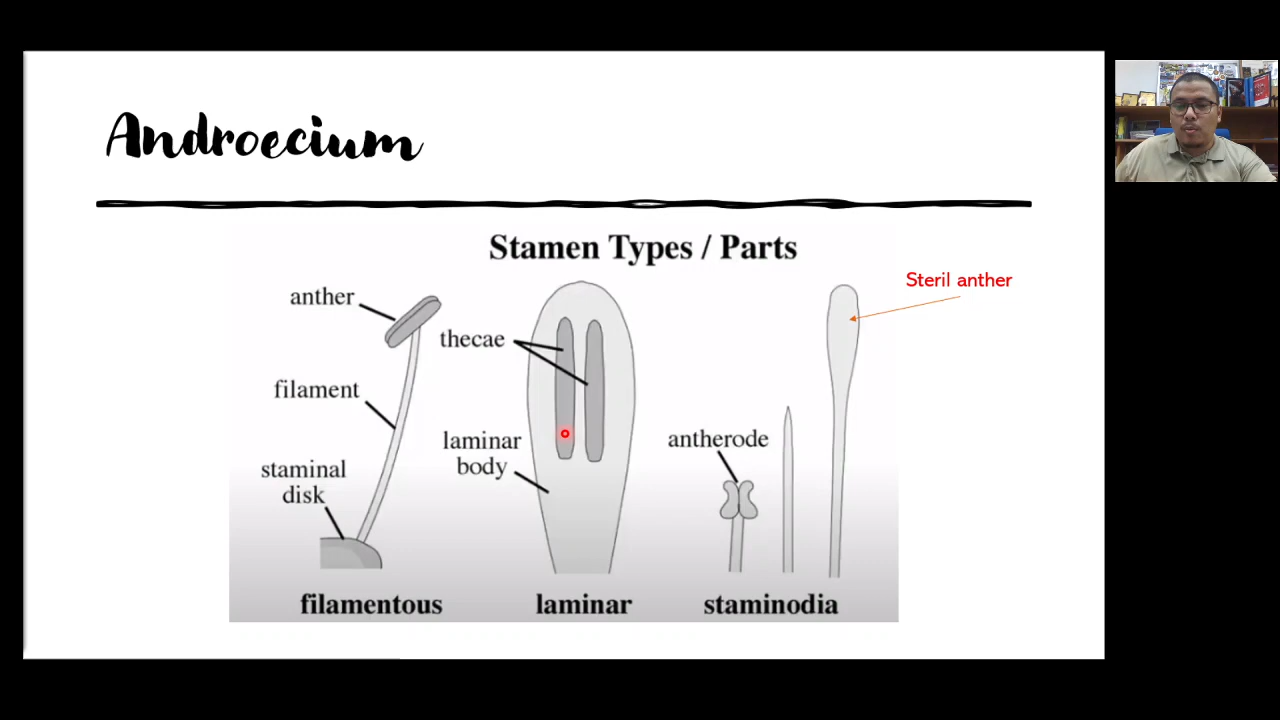 Androecium
Stamen Types / Parts
Steril anther
anther
thecae
filament
laminar
body
antherode
staminal
disk
filamentous
laminar
staminodia